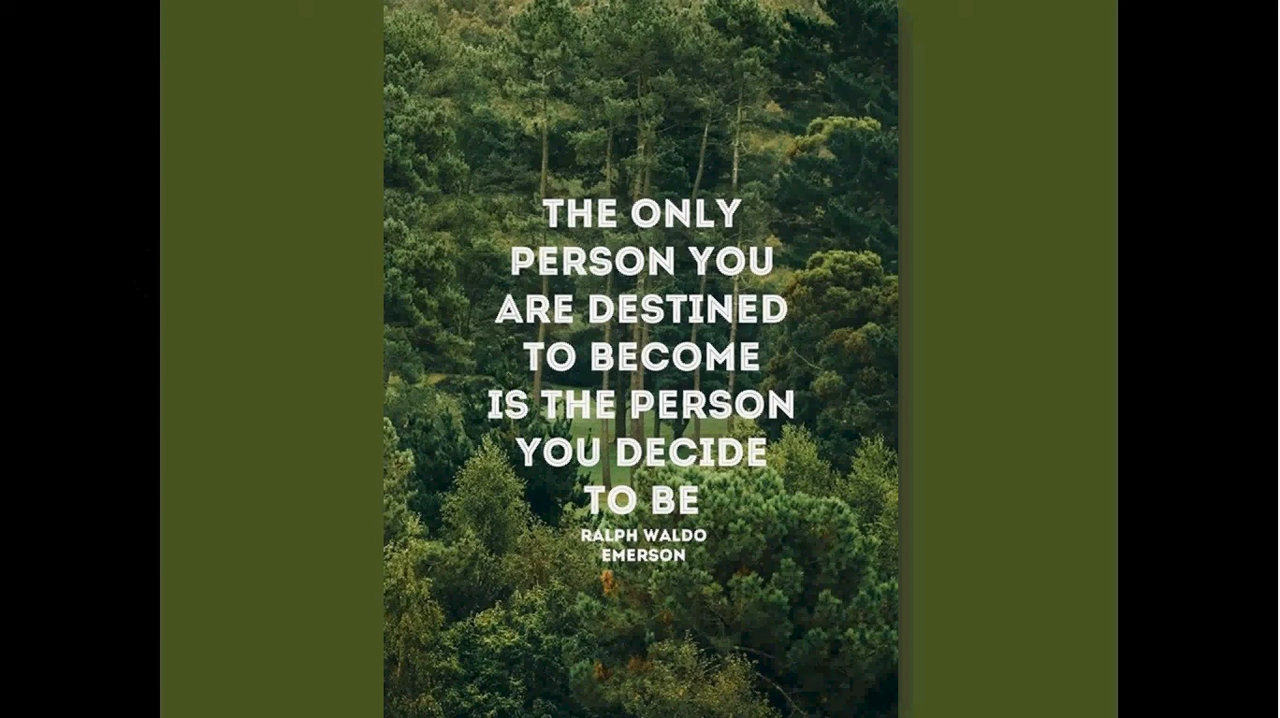 THE ONLY
PERSON YOU
ARE DESTINED
TO BECOME
IS THE PERSON
YOU DECIDE
TO BE
RALPH WALDO
EMERSON